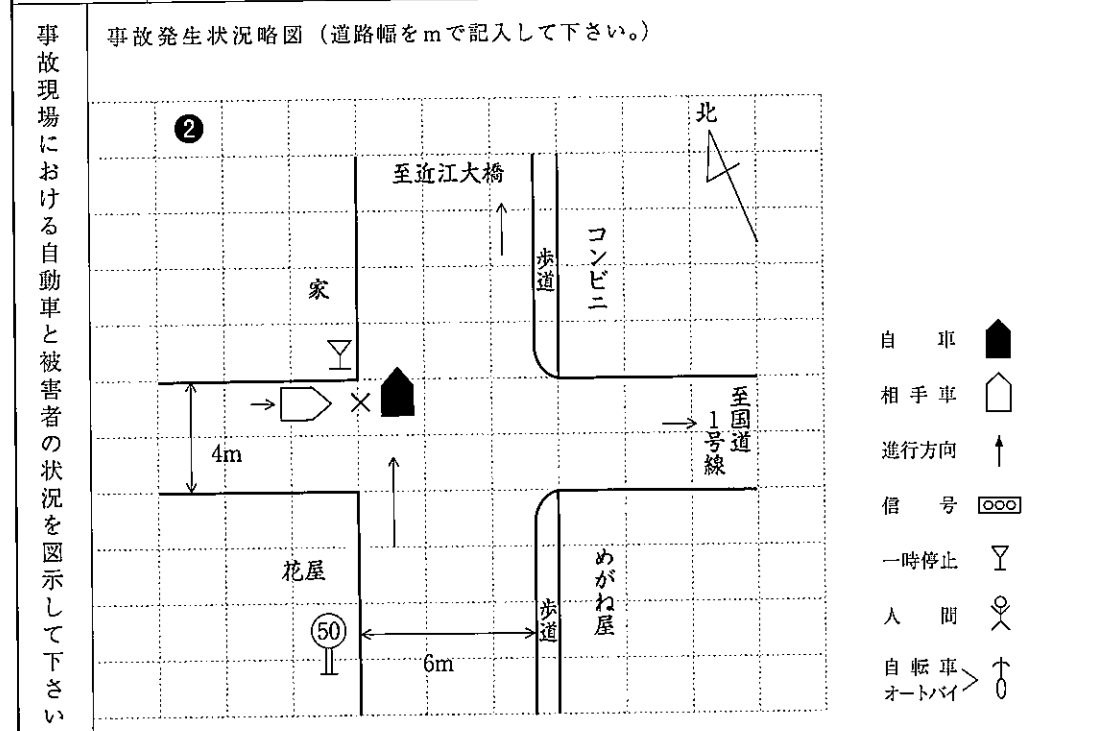 事故現場における自動車と被害者の状況を図示して下さい
事故発生状況略図（道路幅をmで記入して下さい。）
❷
北
至近江大橋
コンビニ
歩道
家
至国道
1号線
4m
花屋
めがね屋
歩道
50
6m
自車
相手車
進行方向
信号
一時停止
人間
自転車
オートバイ